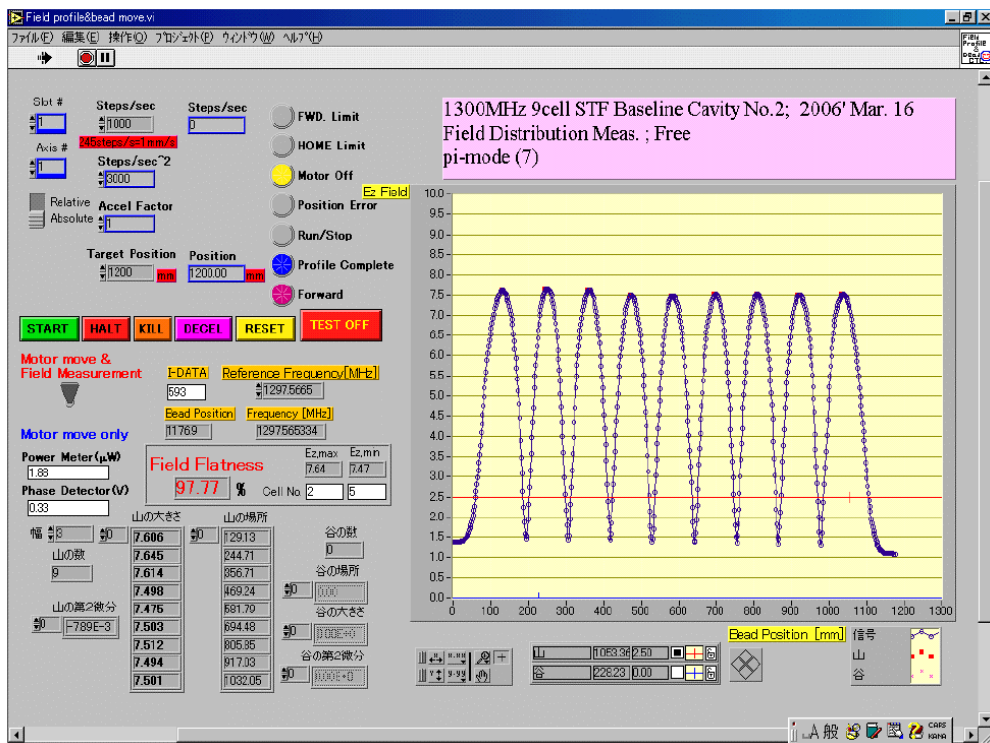 Field profile&bead move.vi
ファイル(F) 編集(E) 操作(O) プロジェクト(P) ウィンドウ(W) ヘルプ(H)
Slot #
1
Axis #
1
Steps/sec
1000
245steps/s=1mm/s
Steps/sec^2
3000
Steps/sec
0
Relative
Absolute
Accel Factor
1
Target Position
1200 mm
Position
1200.00 mm
FWD. Limit
HOME Limit
Motor Off
Position Error
Run/Stop
Profile Complete
Forward
START HALT KILL DECEL RESET TEST OFF
Motor move &
Field Measurement
Motor move only
I-DATA
593
Reference Frequency[MHz]
1297.5665
Bead Position
1176.9
Frequency [MHz]
1297.565334
Power Meter(μW)
1.88
Phase Detector(V)
0.33
Field Flatness
97.77 %
Ez,max Ez,min
7.64 7.47
Cell No. 2 5
幅 3
山の数
9
山の第2微分
0 -7.89E-3
山の大きさ
0
7.606
7.645
7.614
7.498
7.475
7.503
7.512
7.494
7.501
山の場所
0
129.13
244.71
356.71
469.24
581.79
694.48
805.85
917.03
1032.05
谷の数
0
谷の場所
0 0.00
谷の大きさ
0 0.00E+0
谷の第2微分
0 0.00E+0
1300MHz 9cell STF Baseline Cavity No.2; 2006' Mar. 16
Field Distribution Meas. ; Free
pi-mode (7)
Ez Field
10.0
9.5
9.0
8.5
8.0
7.5
7.0
6.5
6.0
5.5
5.0
4.5
4.0
3.5
3.0
2.5
2.0
1.5
1.0
0.5
0.0
0 100 200 300 400 500 600 700 800 900 1000 1100 1200 1300
Bead Position [mm]
山 1053.36 2.50
谷 228.23 0.00
信号
山
谷
A 般
CAPS
KANA